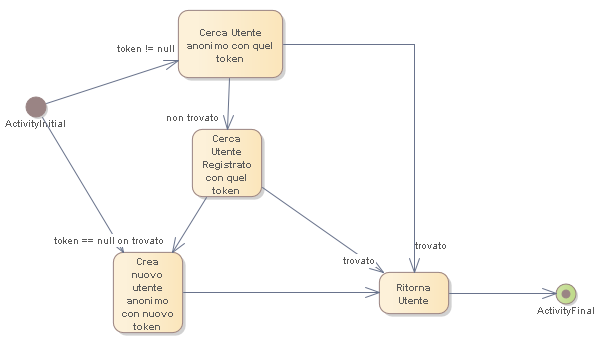 Cerca Utente
anonimo con quel
token
token != null
ActivityInitial
non trovato
Cerca
Utente
Registrato
con quel
token
token == null on trovato
trovato
trovato
Crea
nuovo
utente
anonimo
con nuovo
token
Ritorna
Utente
ActivityFinal